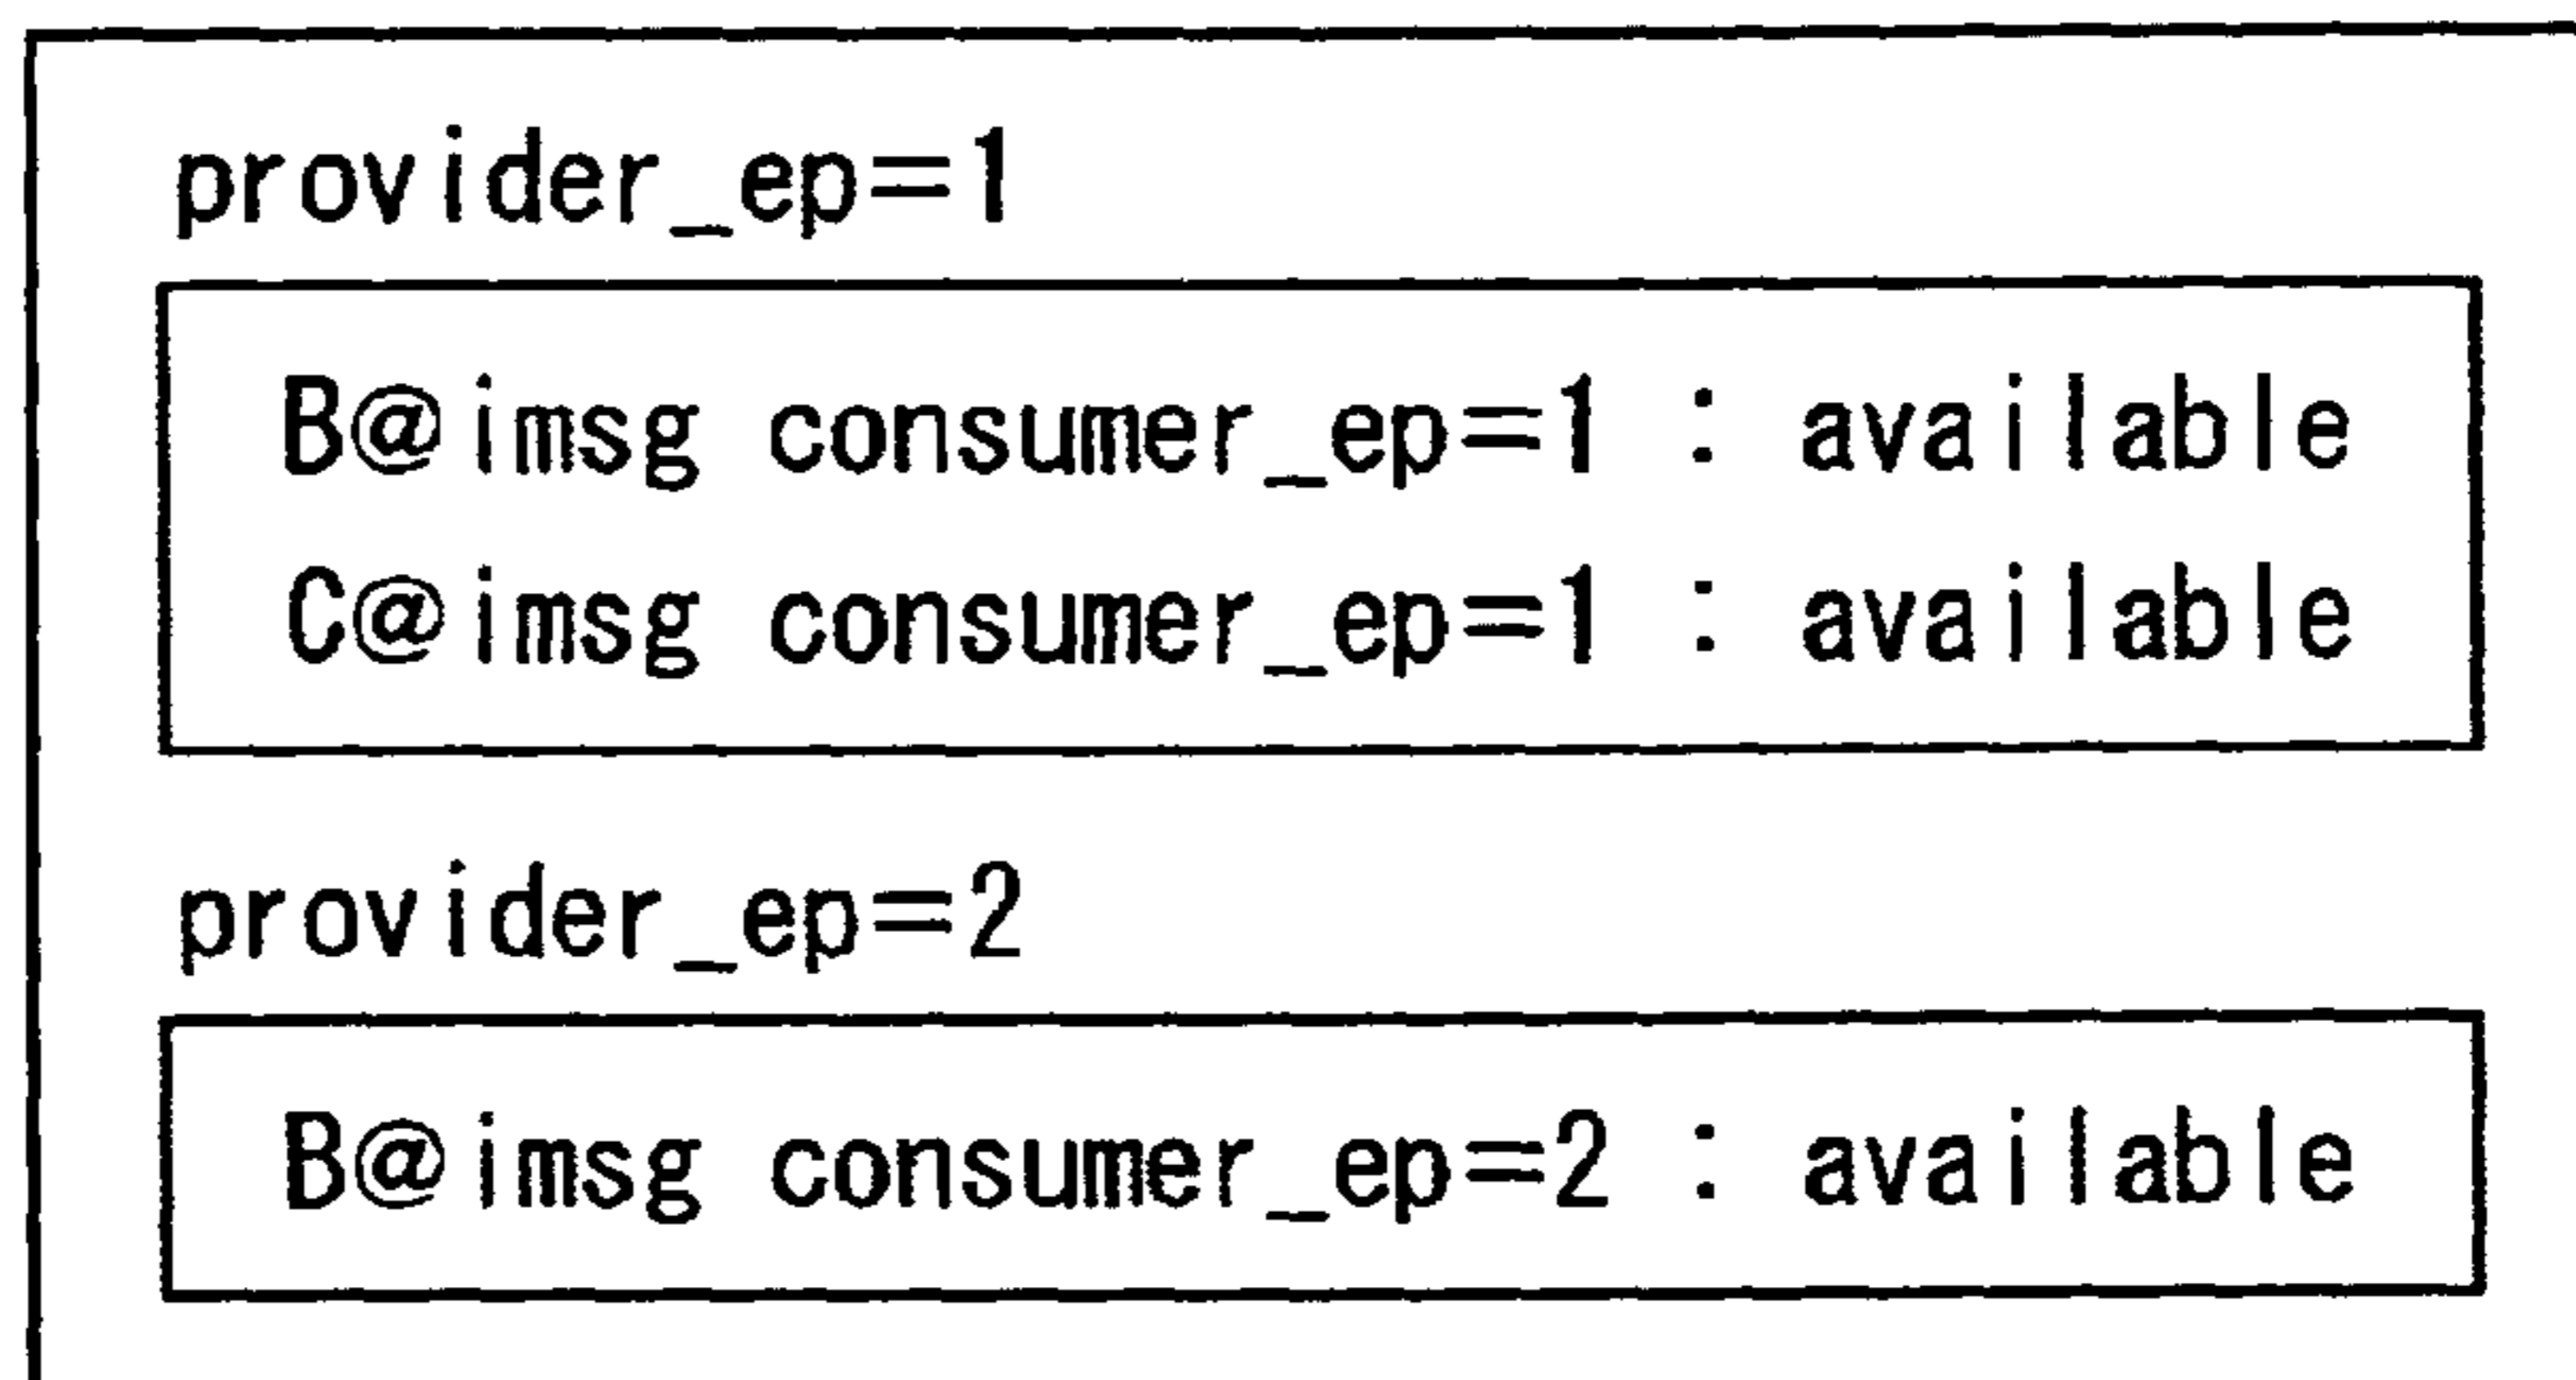 provider_ep=1
B@imsg consumer_ep=1 : available
C@imsg consumer_ep=1 : available
provider_ep=2
B@imsg consumer_ep=2 : available